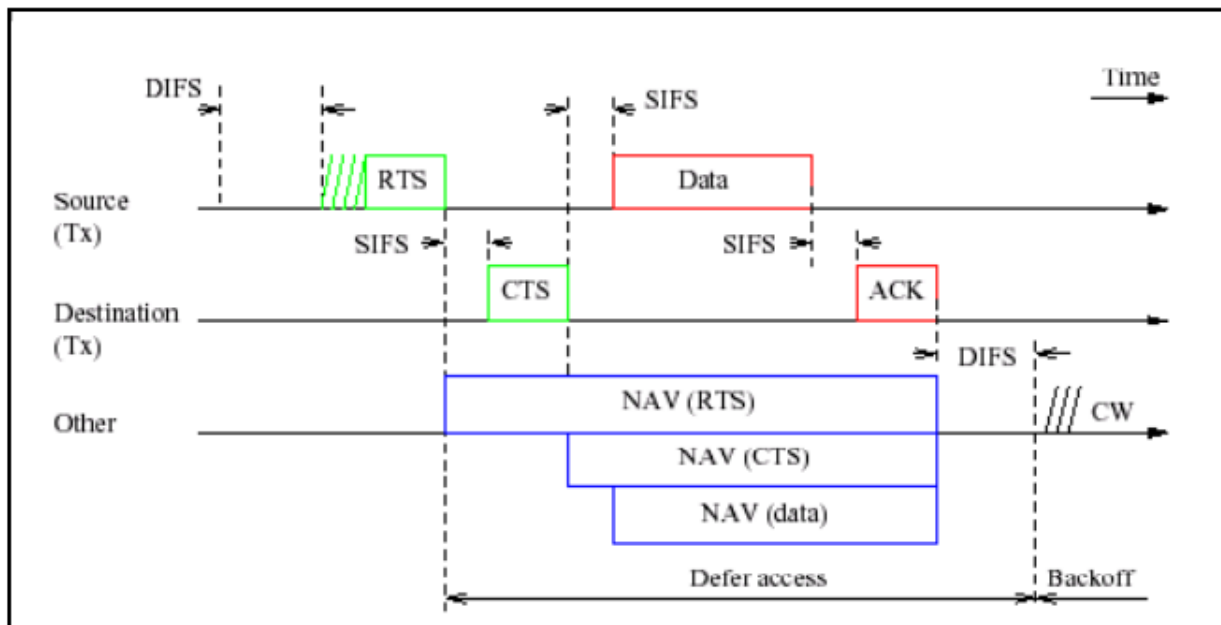 Time
DIFS
SIFS
RTS
Data
Source
(Tx)
SIFS
SIFS
CTS
ACK
Destination
(Tx)
DIFS
NAV (RTS)
CW
Other
NAV (CTS)
NAV (data)
Defer access
Backoff